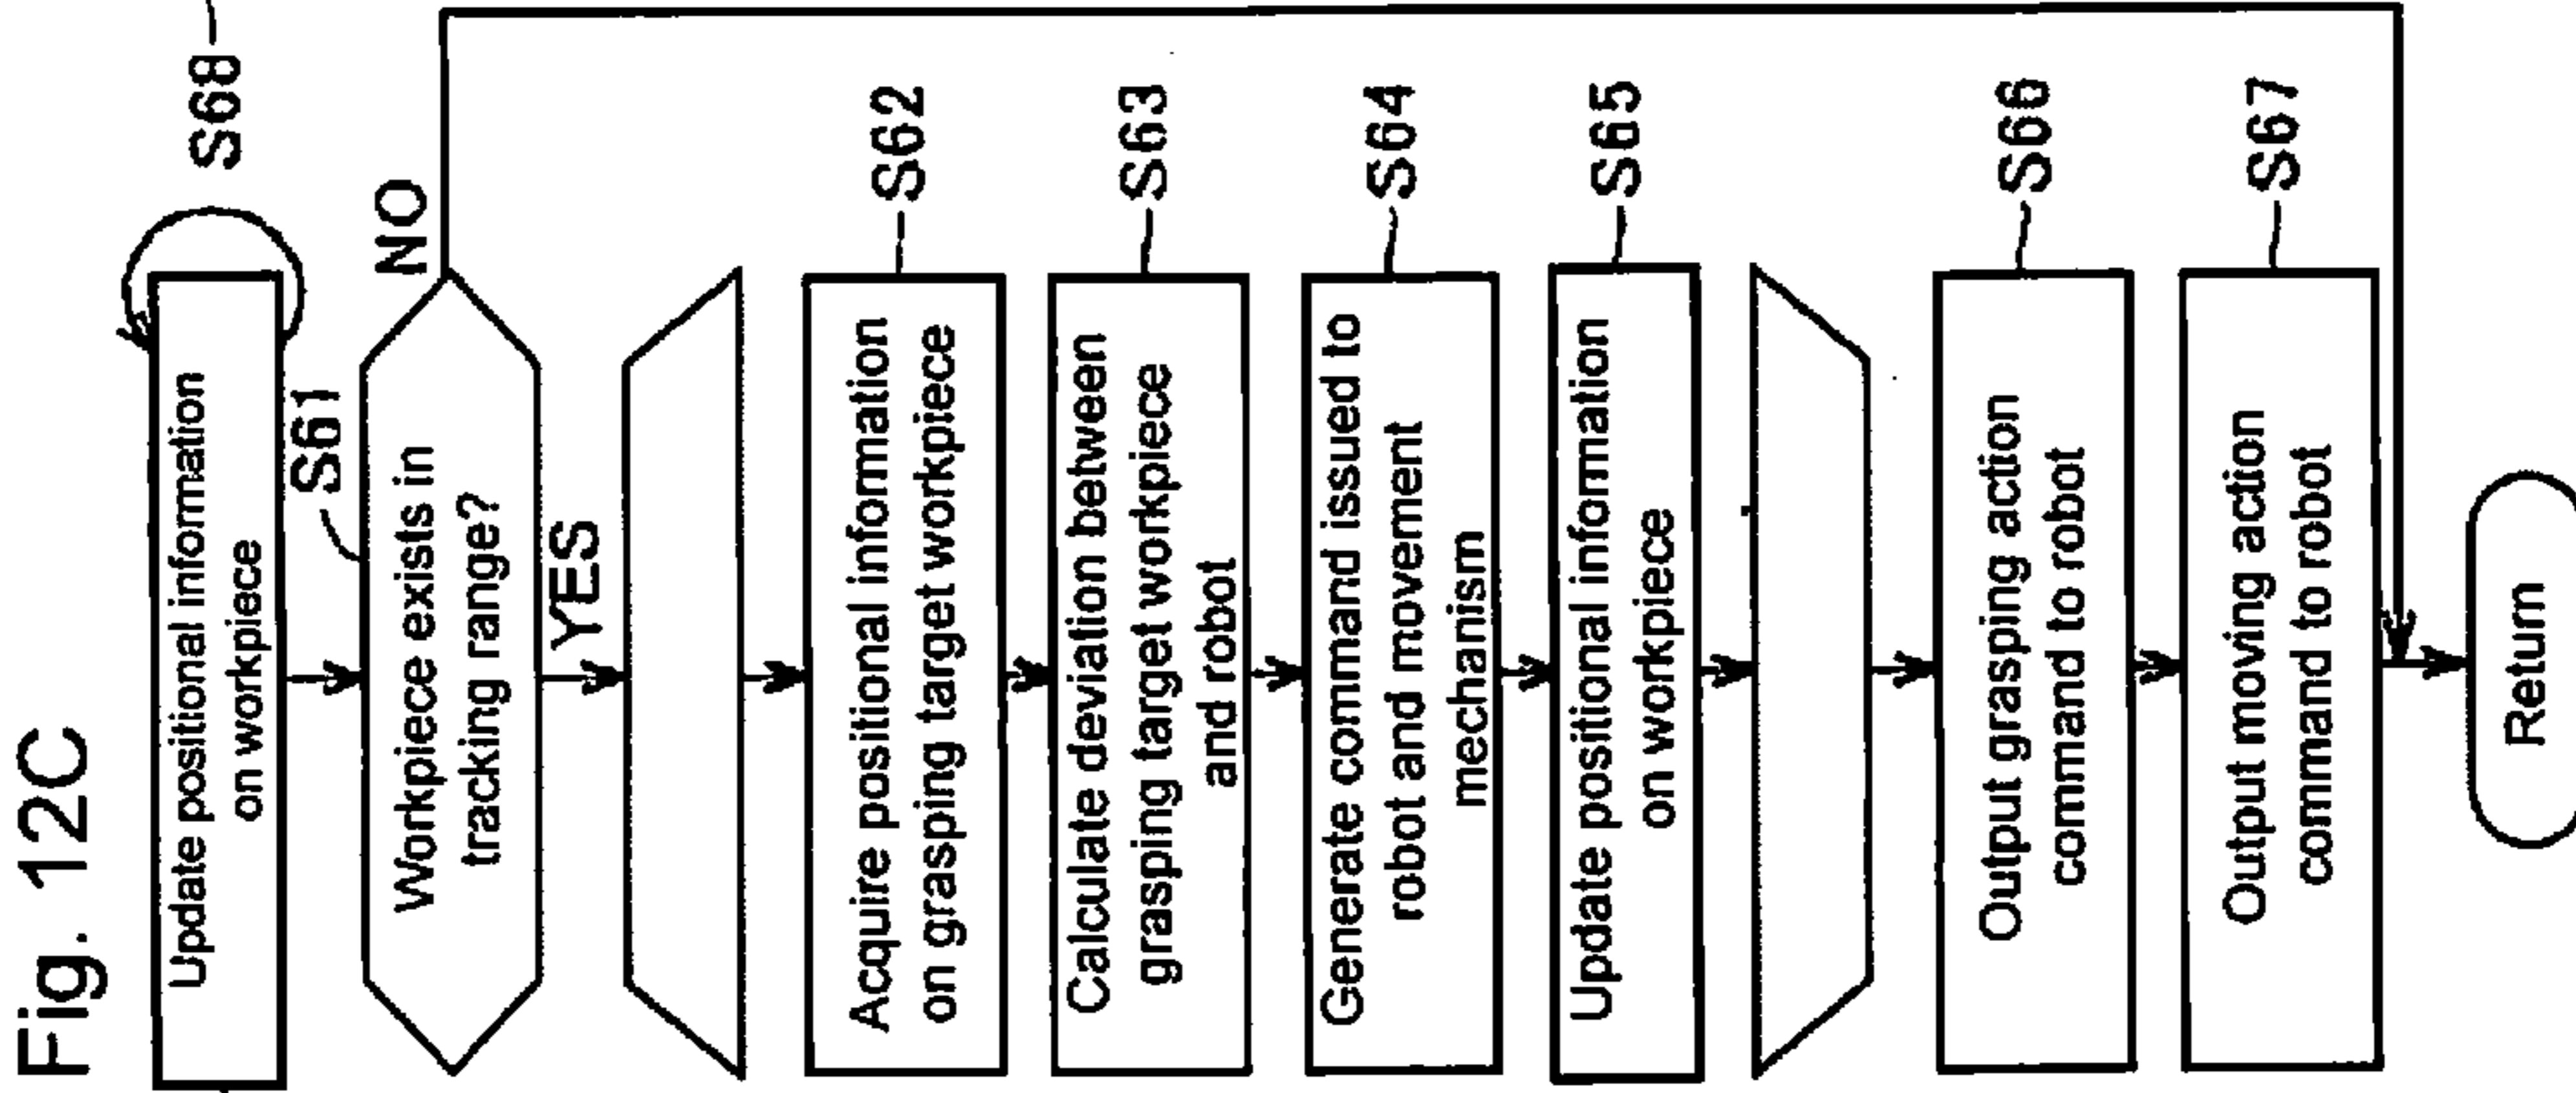 Fig. 12C
S68
Update positional information
on workpiece
S61
NO
Workpiece exists in
tracking range?
YES
S62
Acquire positional information
on grasping target workpiece
S63
Calculate deviation between
grasping target workpiece
and robot
S64
Generate command issued to
robot and movement
mechanism
S65
Update positional information
on workpiece
S66
Output grasping action
command to robot
S67
Output moving action
command to robot
Return